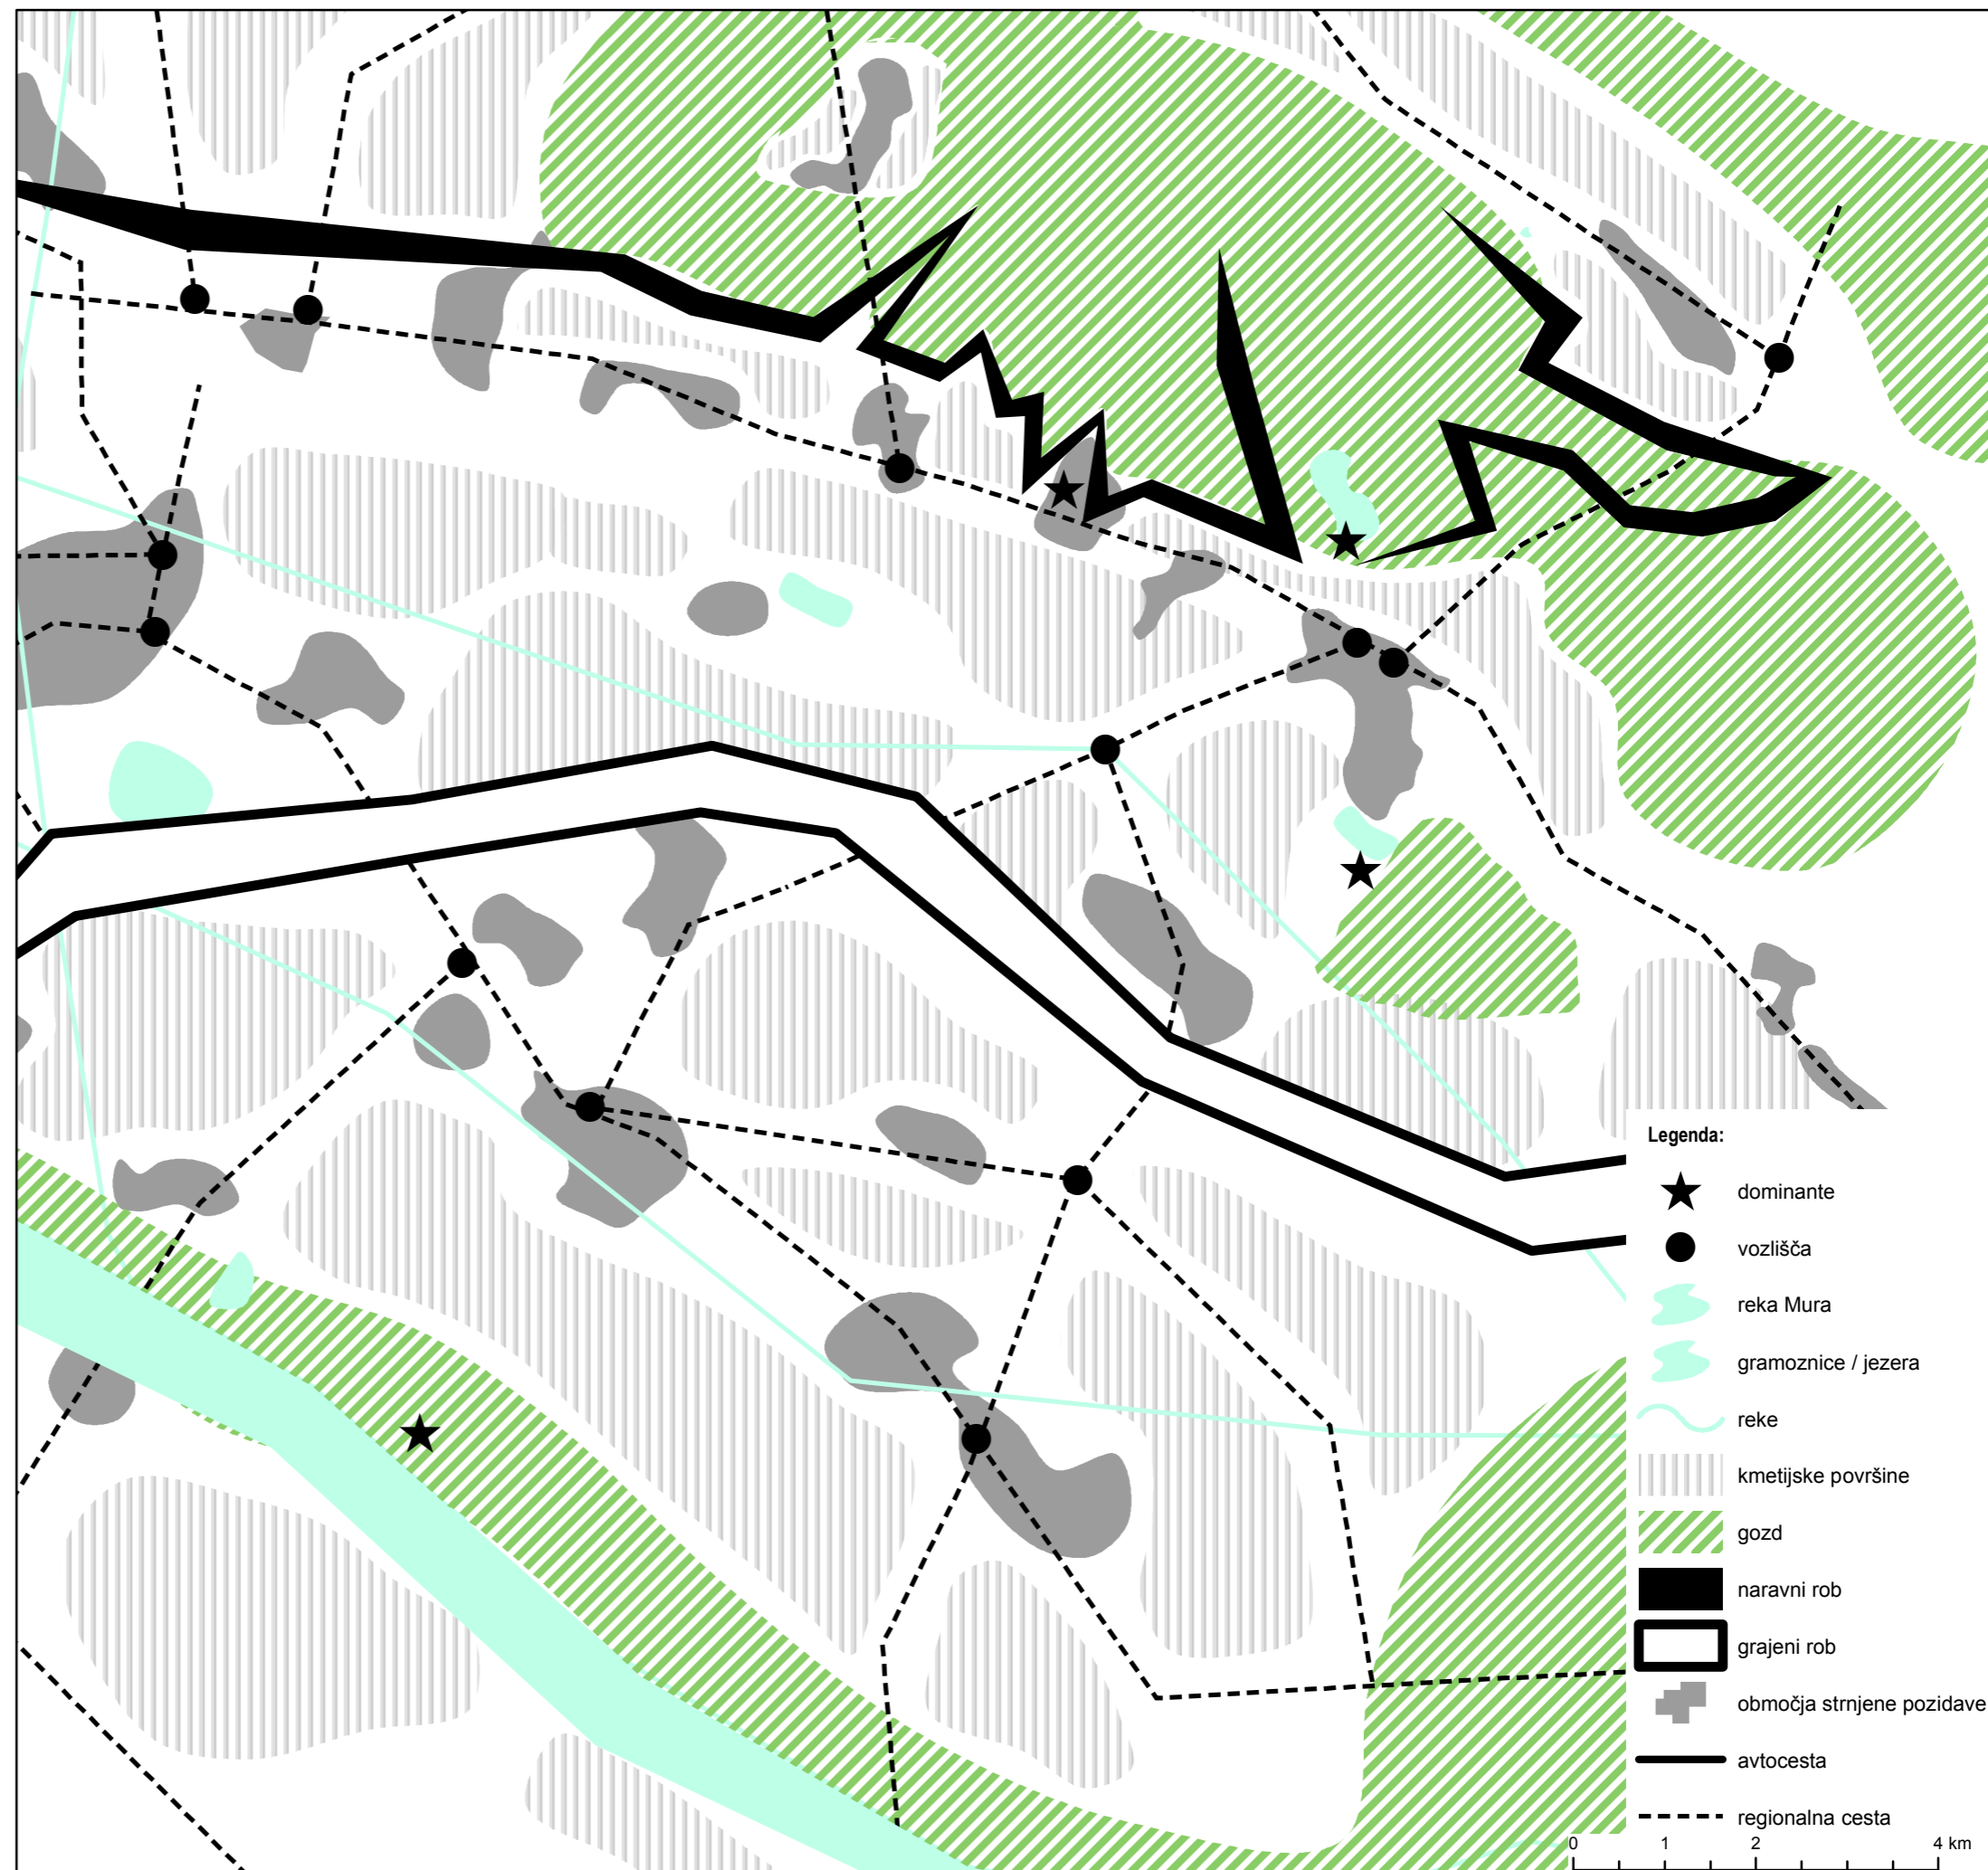 Legenda:
dominante
vozlišča
reka Mura
gramoznice / jezera
reke
kmetijske površine
gozd
naravni rob
grajeni rob
območja strnjene pozidave
avtocesta
regionalna cesta
0 1 2 4 km